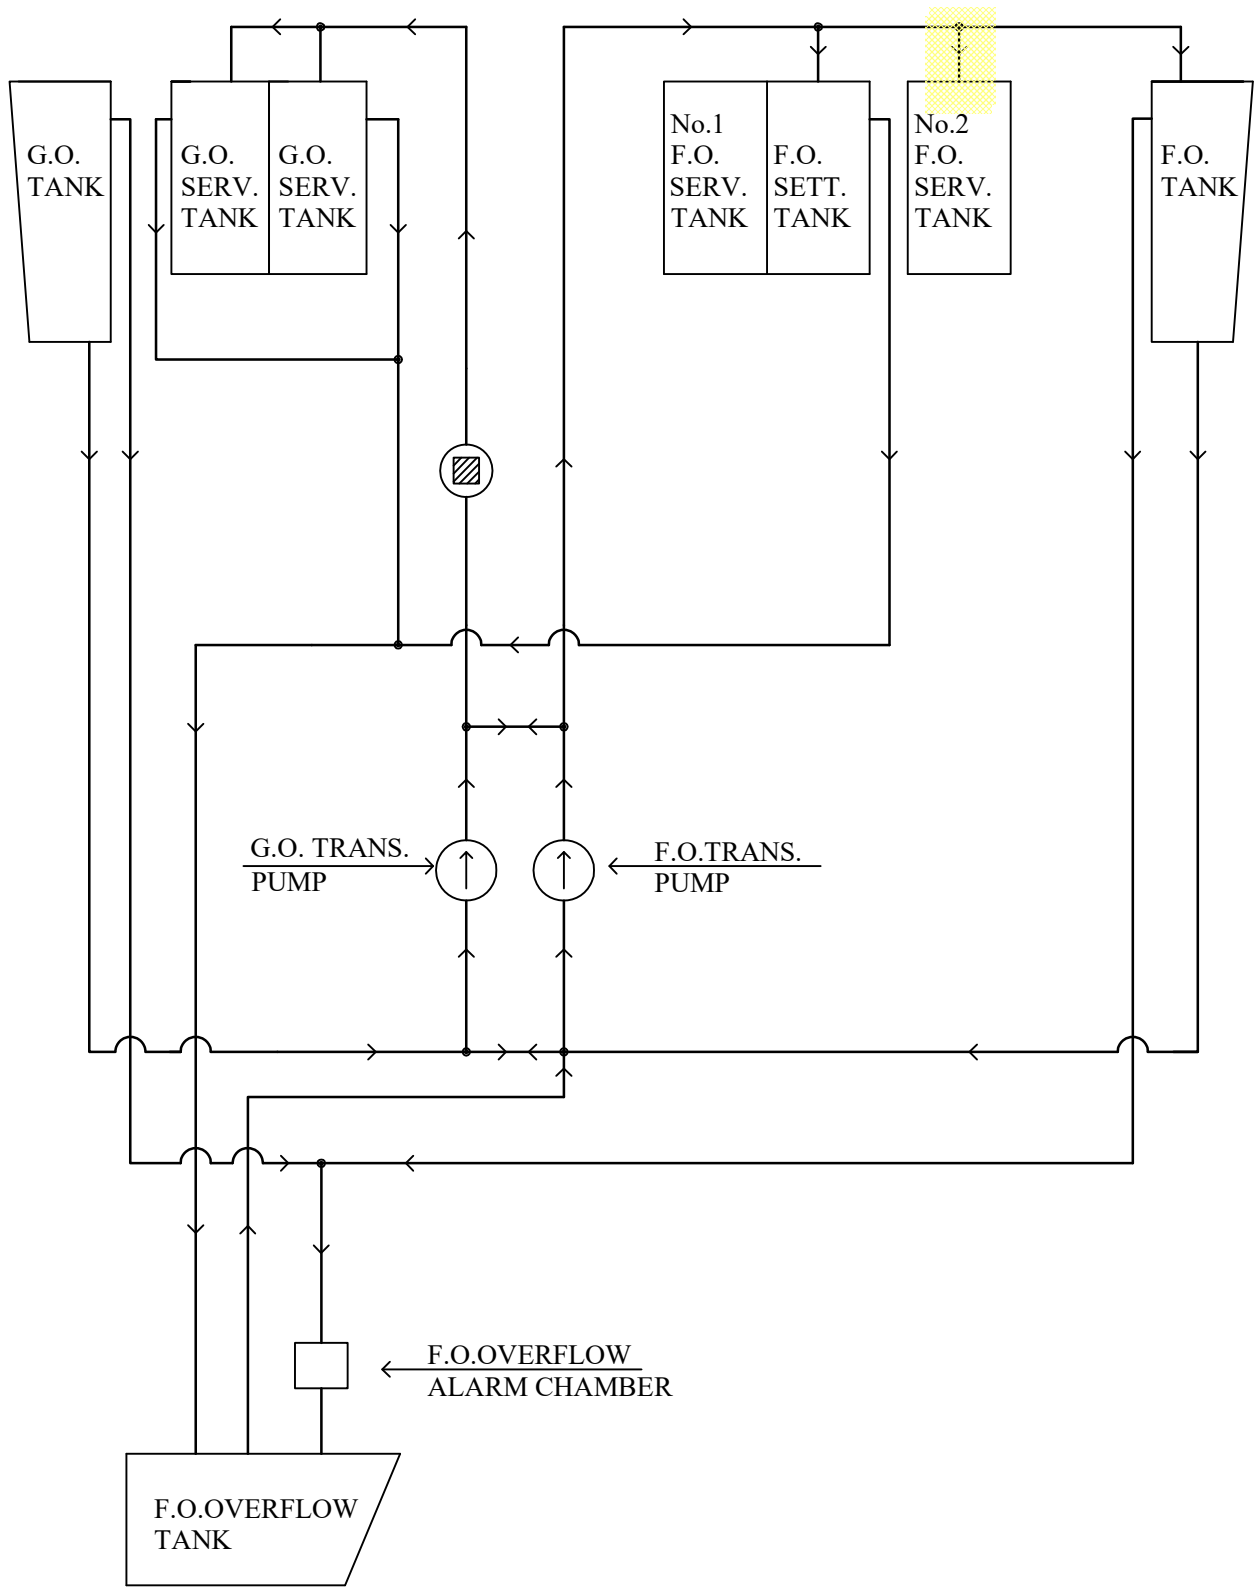 G.O.
TANK
G.O.
SERV.
TANK
G.O.
SERV.
TANK
No.1
F.O.
SERV.
TANK
F.O.
SETT.
TANK
No.2
F.O.
SERV.
TANK
F.O.
TANK
G.O. TRANS.
PUMP
F.O.TRANS.
PUMP
F.O.OVERFLOW
ALARM CHAMBER
F.O.OVERFLOW
TANK